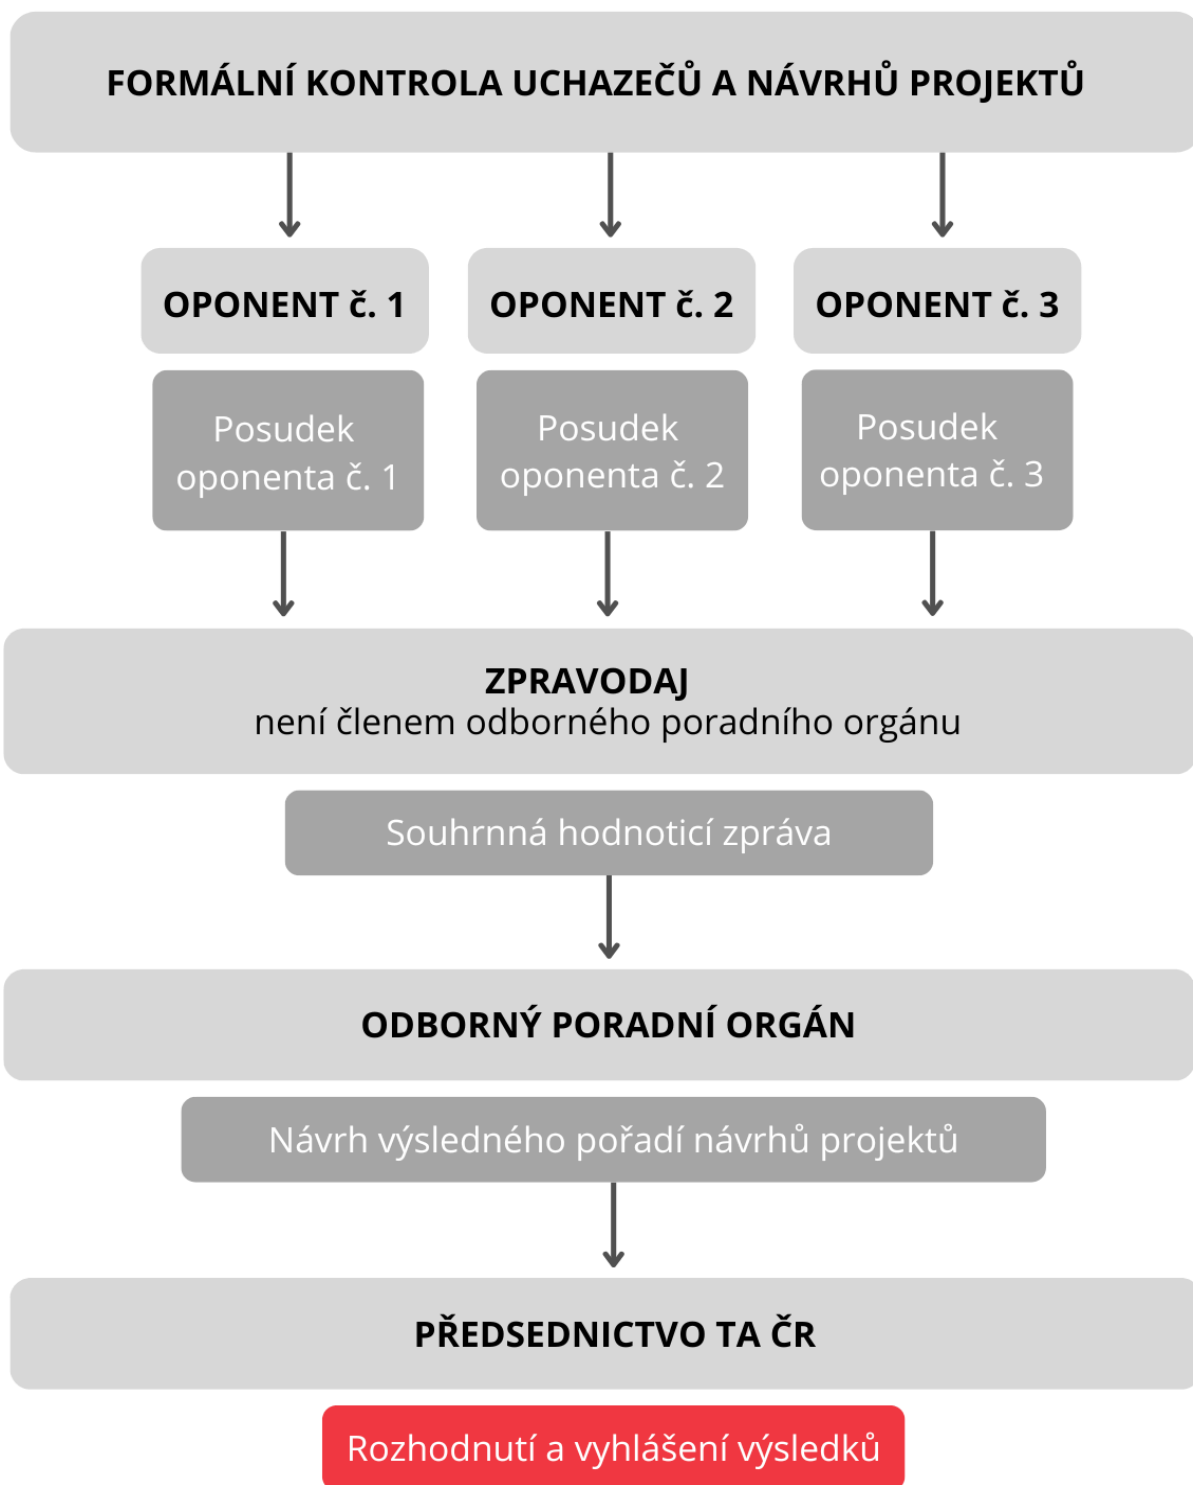 FORMÁLNÍ KONTROLA UCHAZEČŮ A NÁVRHŮ PROJEKTŮ
OPONENT č. 1
OPONENT č. 2
OPONENT č. 3
Posudek
oponenta č. 1
Posudek
oponenta č. 2
Posudek
oponenta č. 3
ZPRAVODAJ
není členem odborného poradního orgánu
Souhrnná hodnoticí zpráva
ODBORNÝ PORADNÍ ORGÁN
Návrh výsledného pořadí návrhů projektů
PŘEDSEDNICTVO TA ČR
Rozhodnutí a vyhlášení výsledků